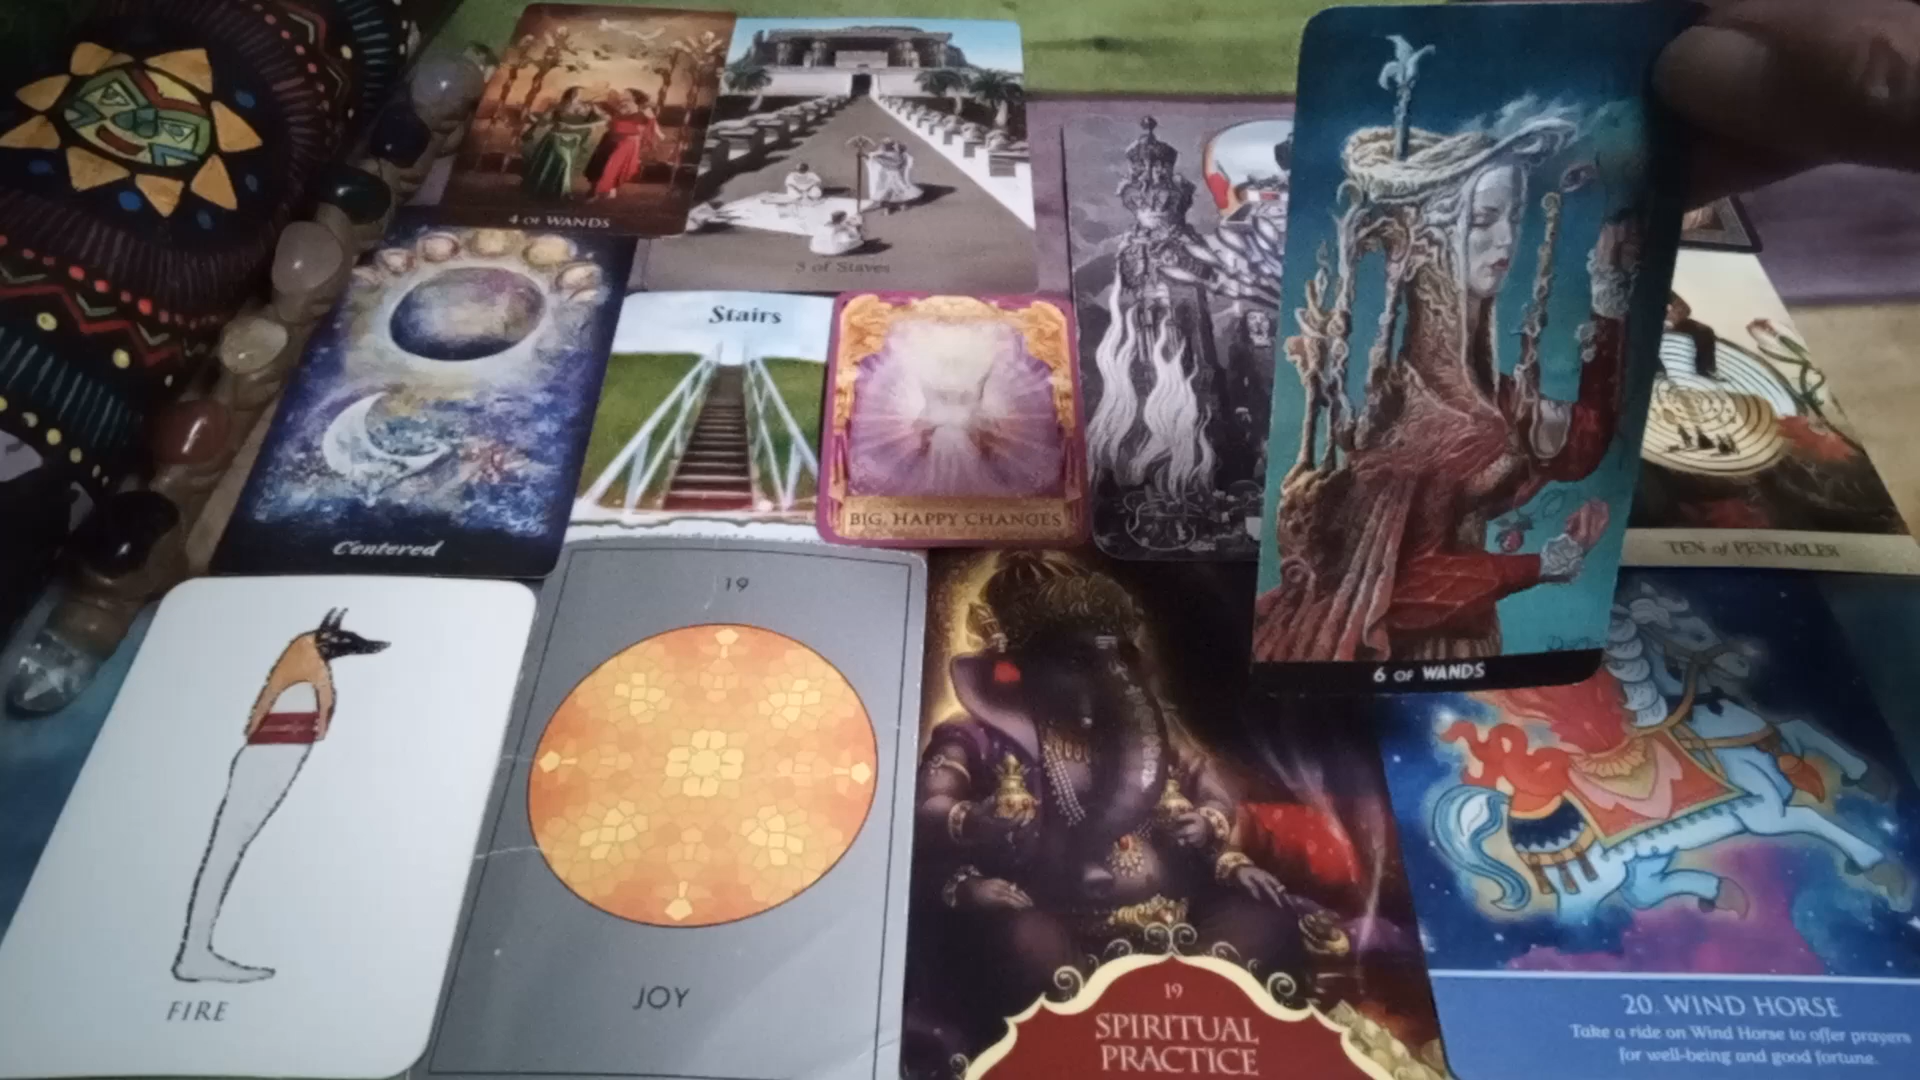 4 OF WANDS
3 of Staves
Stairs
BIG, HAPPY CHANGES
Centered
TEN of PENTACLES
6 OF WANDS
19
FIRE
JOY
19
SPIRITUAL
PRACTICE
20. WIND HORSE
Take a ride on Wind Horse to offer prayers
for well-being and good fortune.